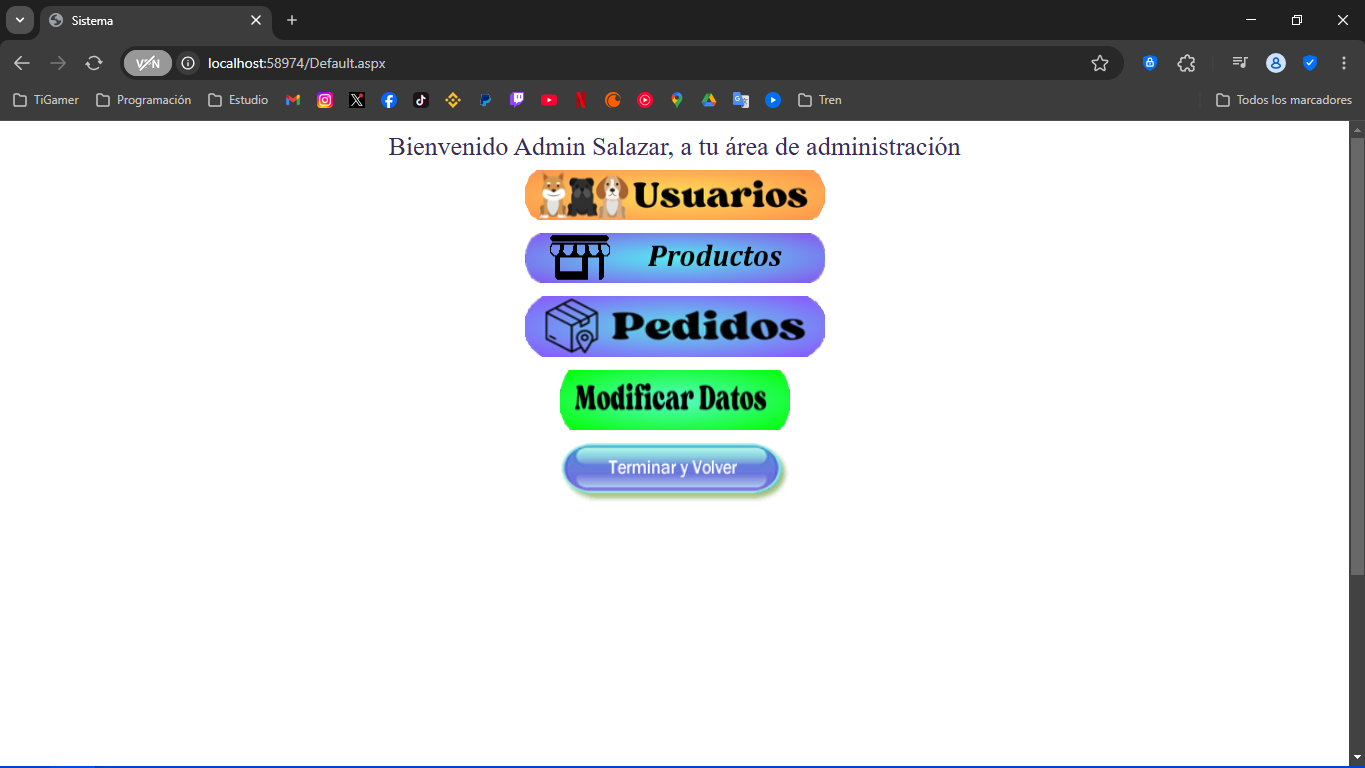 Sistema
VPN
localhost:58974/Default.aspx
TiGamer
Programación
Estudio
Tren
Todos los marcadores
Bienvenido Admin Salazar, a tu área de administración
Usuarios
Productos
Pedidos
Modificar Datos
Terminar y Volver